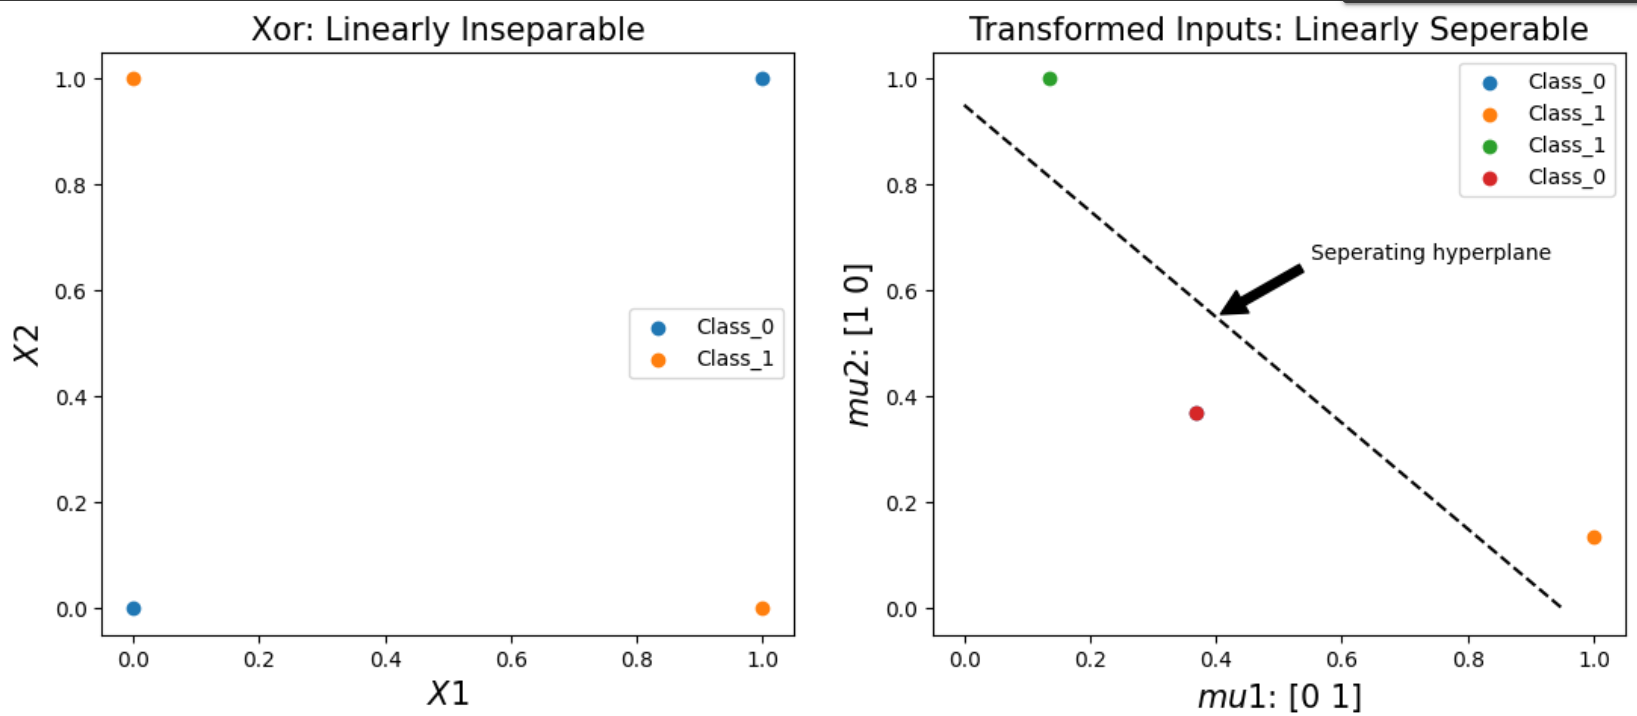 Xor: Linearly Inseparable
1.0
0.8
0.6
0.4
0.2
0.0
X2
Class_0
Class_1
0.0 0.2 0.4 0.6 0.8 1.0
X1
Transformed Inputs: Linearly Seperable
1.0
0.8
0.6
0.4
0.2
0.0
mu2: [1 0]
Class_0
Class_1
Class_1
Class_0
Seperating hyperplane
0.0 0.2 0.4 0.6 0.8 1.0
mu1: [0 1]